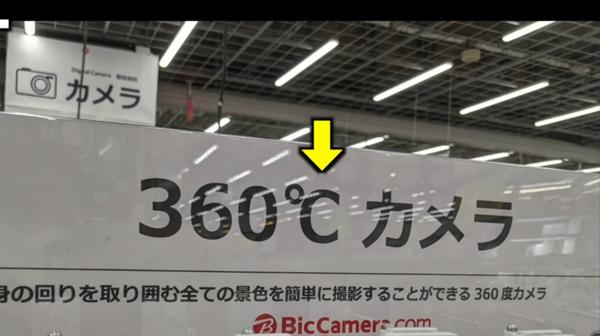 Digital Camera
カメラ
360℃ カメラ
身の回りを取り囲む全ての景色を簡単に撮影することができる 360 度カメラ
BicCamera.com